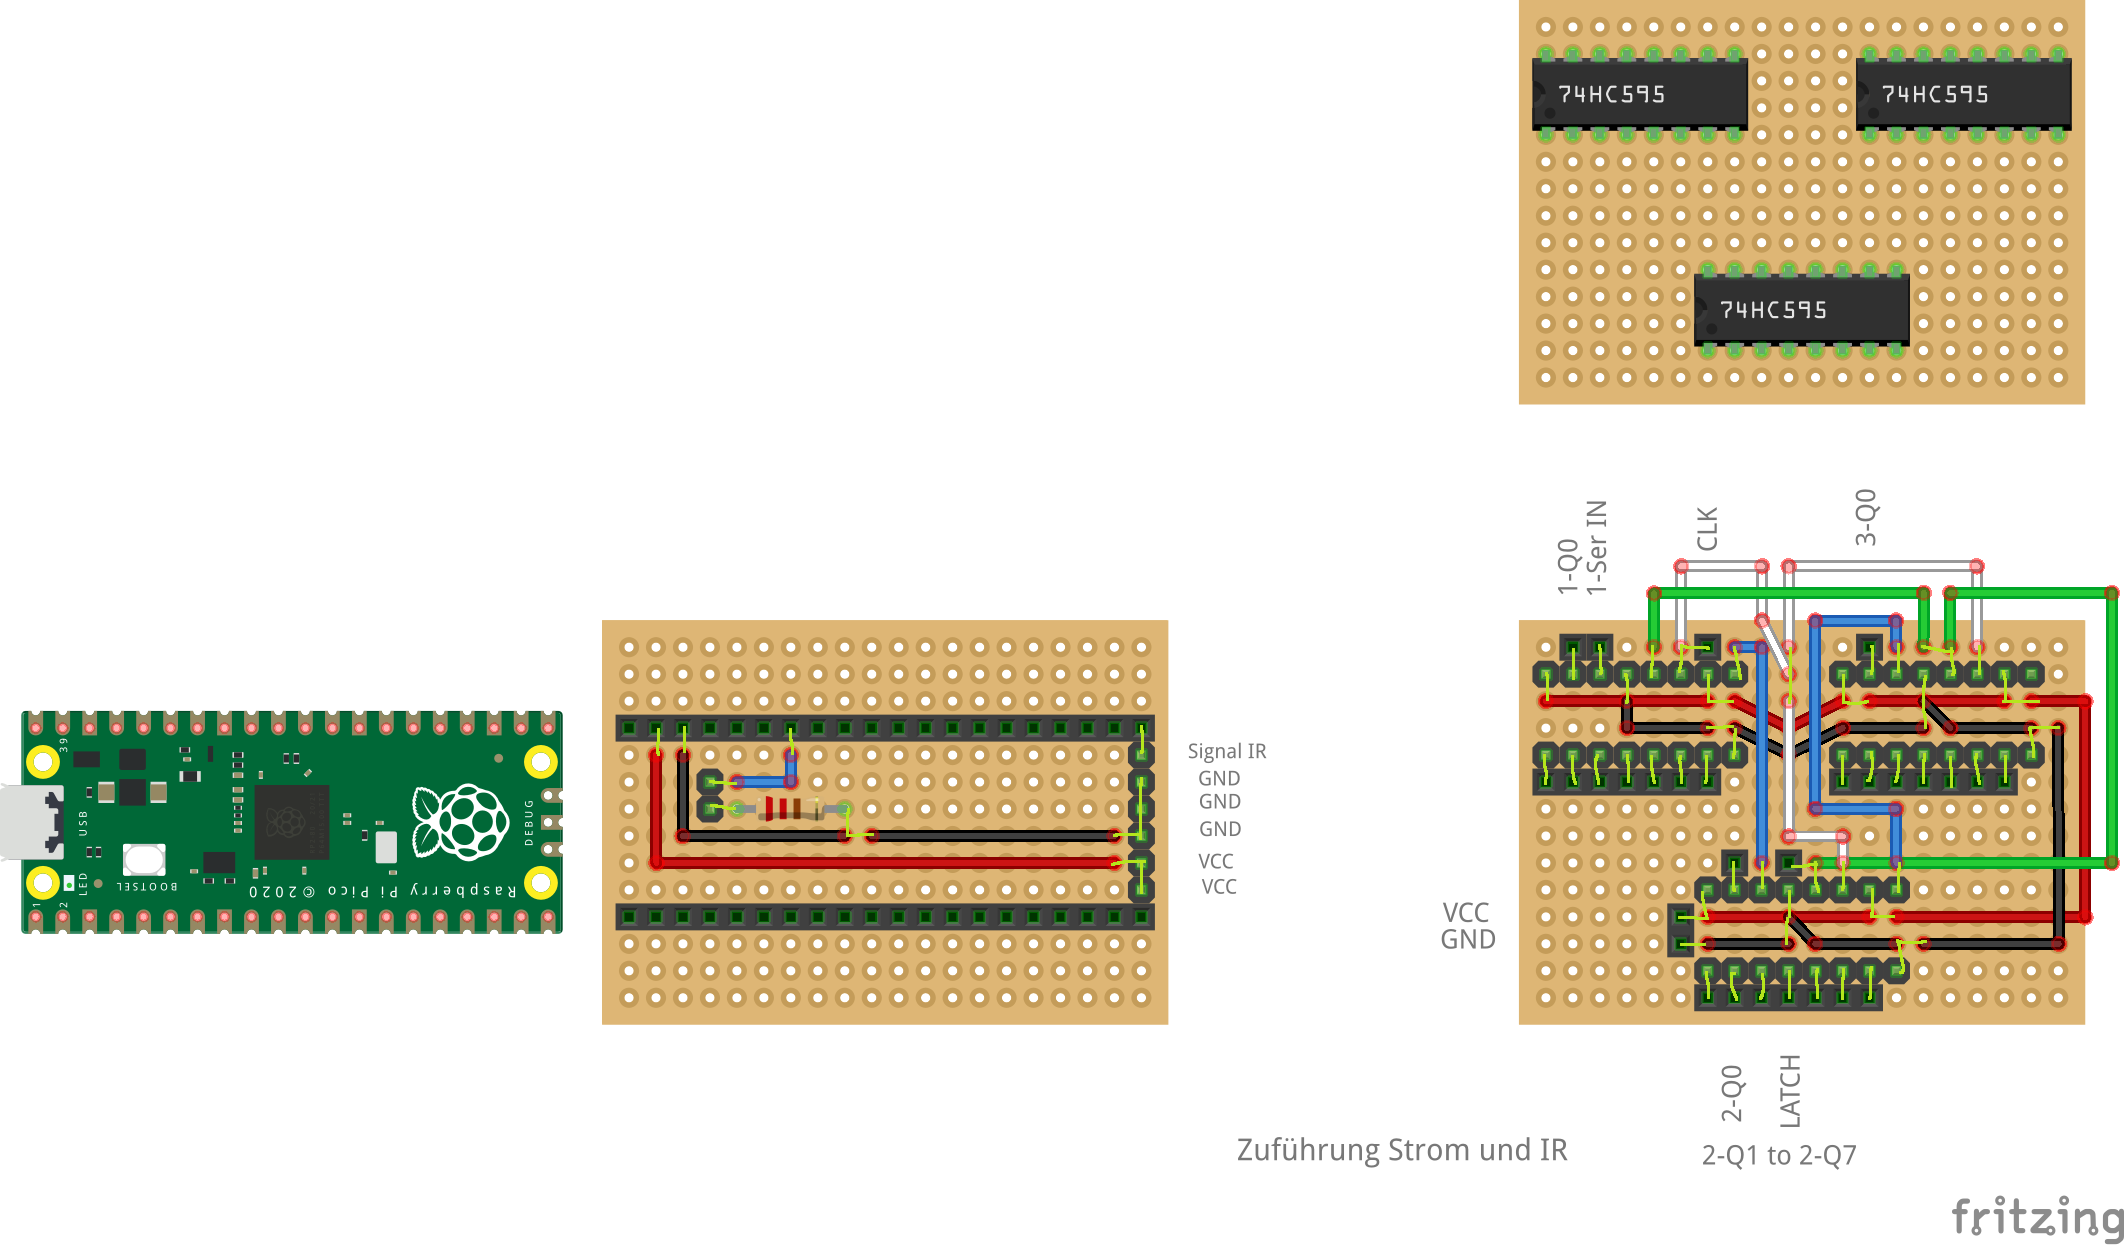 74HC595
74HC595
74HC595
1-Q0
1-Ser IN
CLK
3-Q0
39
1
2
USB
LED
BOOTSEL
Raspberry Pi Pico © 2020
DEBUG
Signal IR
GND
GND
GND
VCC
VCC
VCC
GND
2-Q0
LATCH
Zuführung Strom und IR
2-Q1 to 2-Q7
fritzing